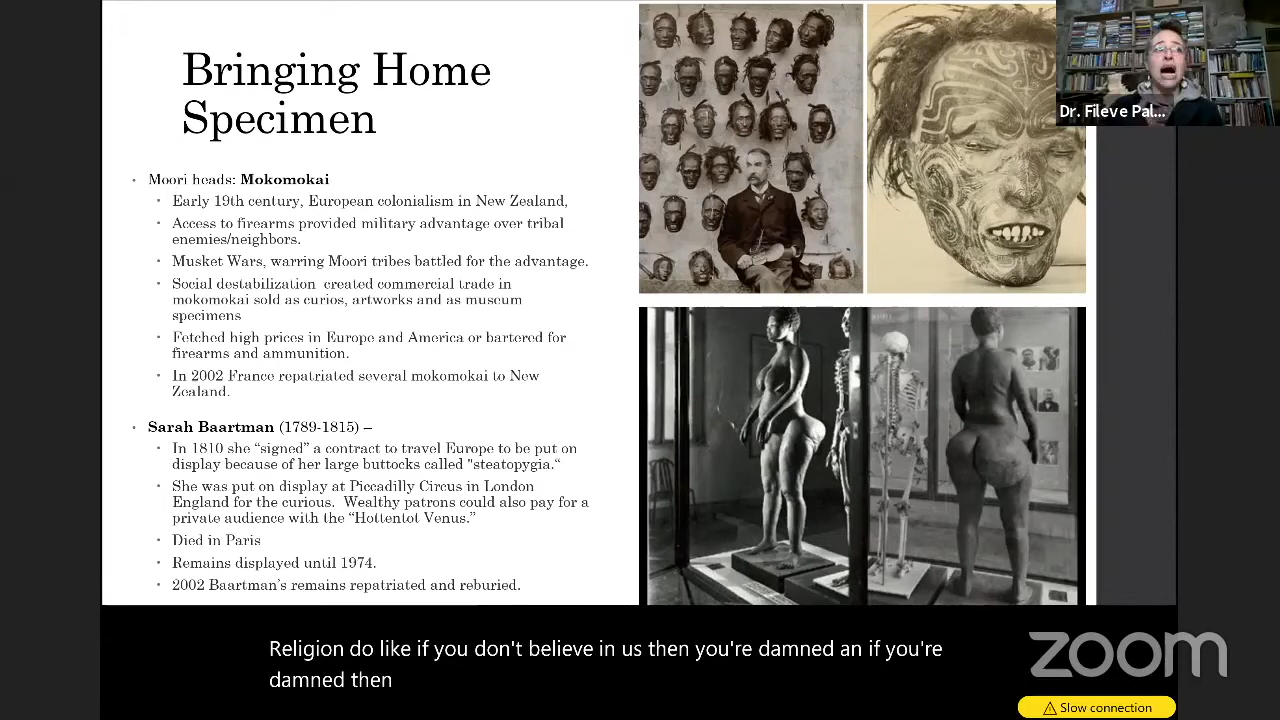 Bringing Home
Specimen
• Moori heads: Mokomokai
• Early 19th century, European colonialism in New Zealand,
• Access to firearms provided military advantage over tribal
enemies/neighbors.
• Musket Wars, warring Moori tribes battled for the advantage.
• Social destabilization created commercial trade in
mokomokai sold as curios, artworks and as museum
specimens
• Fetched high prices in Europe and America or bartered for
firearms and ammunition.
• In 2002 France repatriated several mokomokai to New
Zealand.
• Sarah Baartman (1789-1815) –
• In 1810 she “signed” a contract to travel Europe to be put on
display because of her large buttocks called "steatopygia.“
• She was put on display at Piccadilly Circus in London
England for the curious. Wealthy patrons could also pay for a
private audience with the “Hottentot Venus.”
• Died in Paris
• Remains displayed until 1974.
• 2002 Baartman’s remains repatriated and reburied.
Dr. Fileve Pal...
Religion do like if you don't believe in us then you're damned an if you're
damned then
zoom
Slow connection